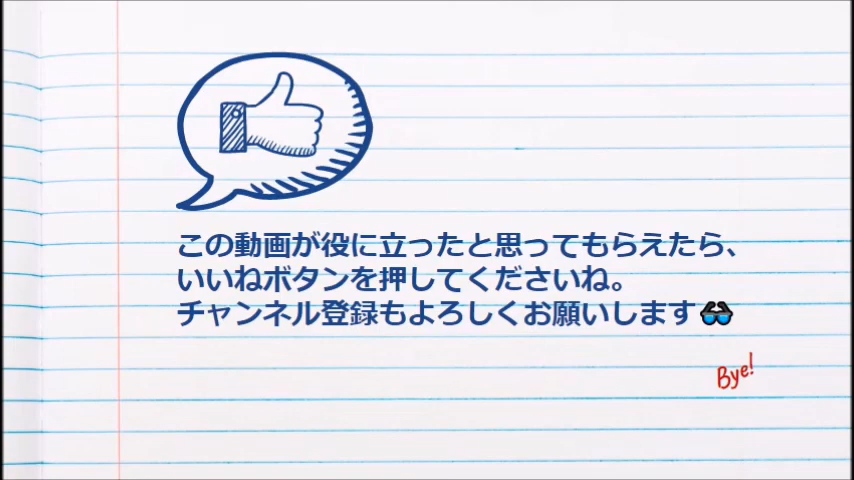 この動画が役に立ったと思ってもらえたら、
いいねボタンを押してくださいね。
チャンネル登録もよろしくお願いします👓
Bye!